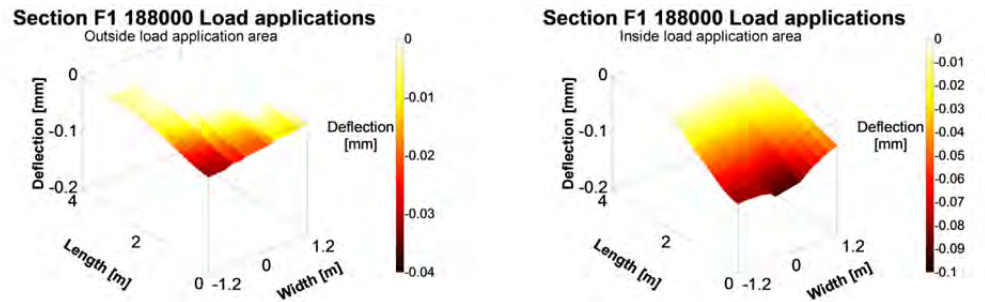 Section F1 188000 Load applications
Outside load application area
0
-0.1
-0.2
Deflection [mm]
4
2
0
Length [m]
-1.2
0
1.2
Width [m]
Deflection
[mm]
0
-0.01
-0.02
-0.03
-0.04
Section F1 188000 Load applications
Inside load application area
0
-0.1
-0.2
Deflection [mm]
4
2
0
Length [m]
-1.2
0
1.2
Width [m]
Deflection
[mm]
0
-0.01
-0.02
-0.03
-0.04
-0.05
-0.06
-0.07
-0.08
-0.09
-0.1